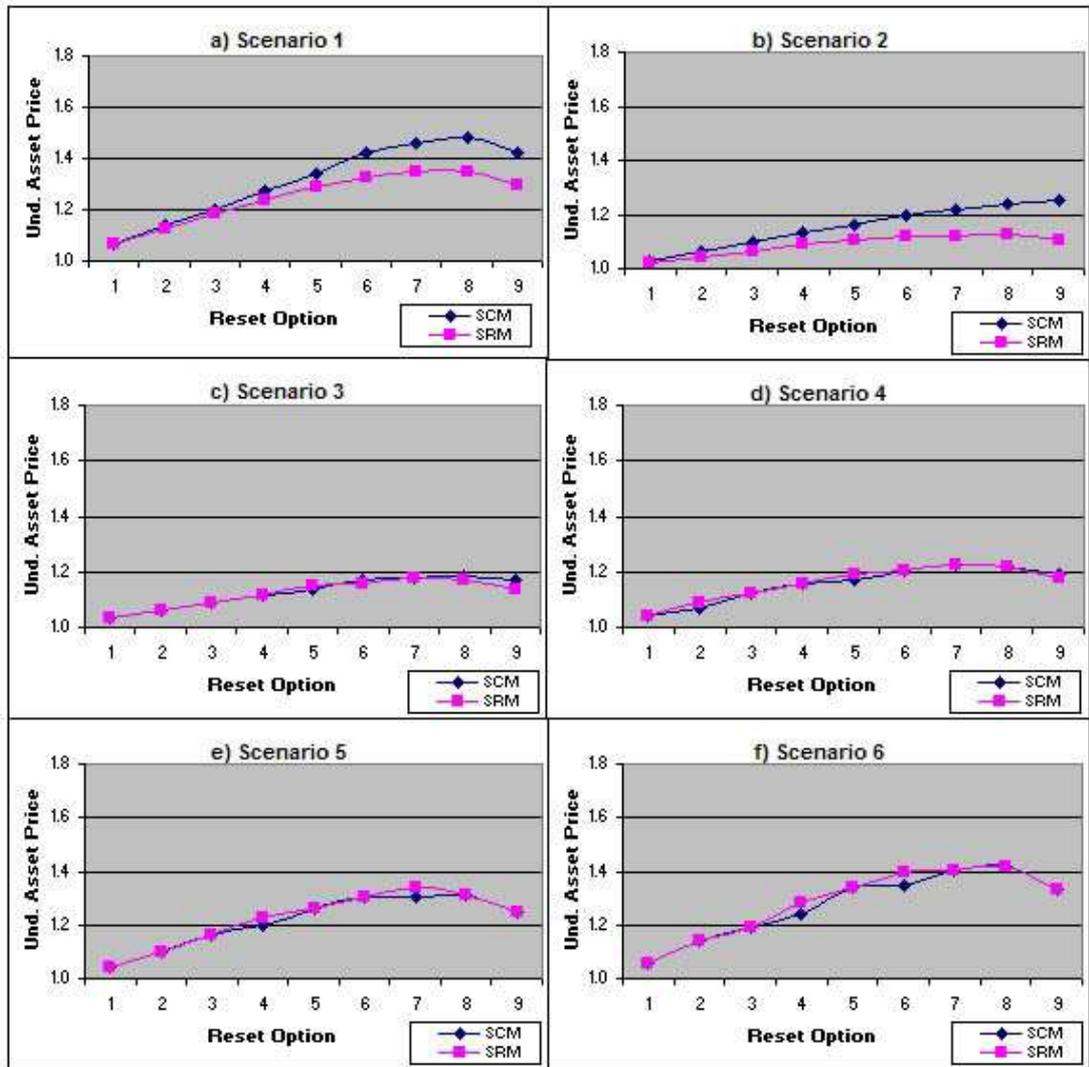 a) Scenario 1
Und. Asset Price
1.8
1.6
1.4
1.2
1.0
1 2 3 4 5 6 7 8 9
Reset Option
SCM
SRM
b) Scenario 2
Und. Asset Price
1.8
1.6
1.4
1.2
1.0
1 2 3 4 5 6 7 8 9
Reset Option
SCM
SRM
c) Scenario 3
Und. Asset Price
1.8
1.6
1.4
1.2
1.0
1 2 3 4 5 6 7 8 9
Reset Option
SCM
SRM
d) Scenario 4
Und. Asset Price
1.8
1.6
1.4
1.2
1.0
1 2 3 4 5 6 7 8 9
Reset Option
SCM
SRM
e) Scenario 5
Und. Asset Price
1.8
1.6
1.4
1.2
1.0
1 2 3 4 5 6 7 8 9
Reset Option
SCM
SRM
f) Scenario 6
Und. Asset Price
1.8
1.6
1.4
1.2
1.0
1 2 3 4 5 6 7 8 9
Reset Option
SCM
SRM